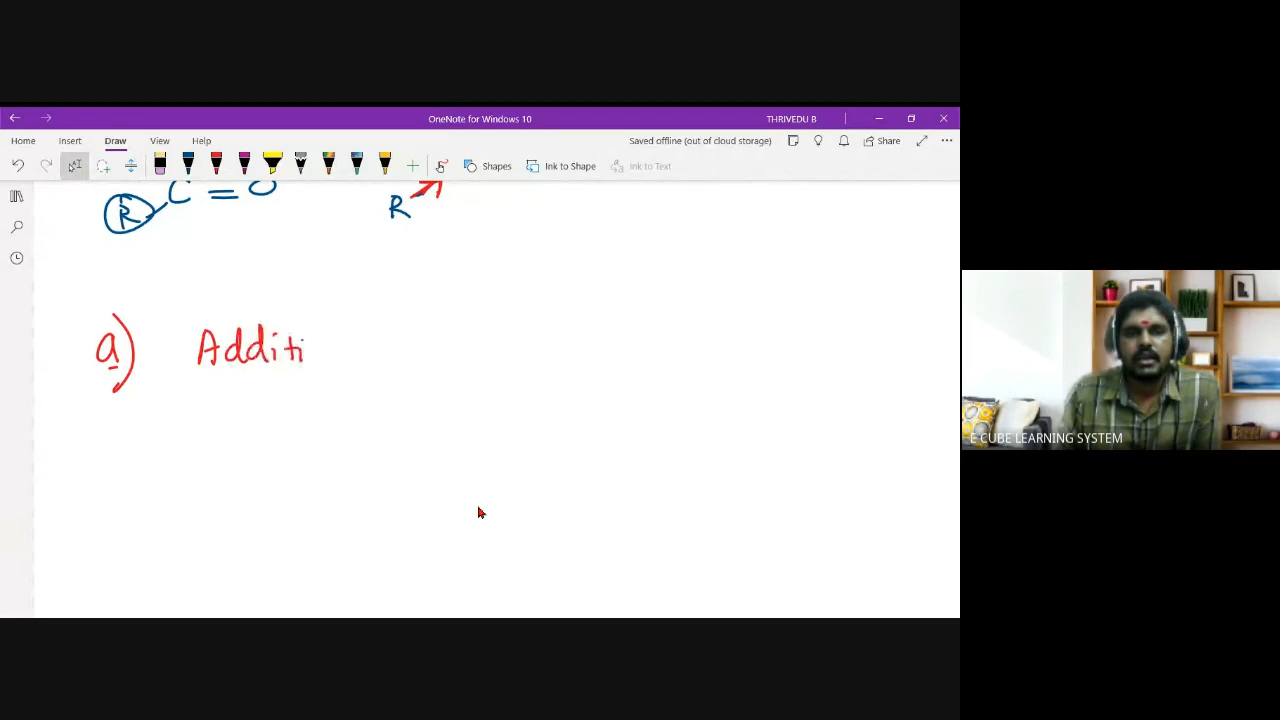 OneNote for Windows 10
THRIVEDU B
Home Insert Draw View Help
Saved offline (out of cloud storage)
Share
Shapes
Ink to Shape
Ink to Text
R C = O
R
a) Additi
E CUBE LEARNING SYSTEM